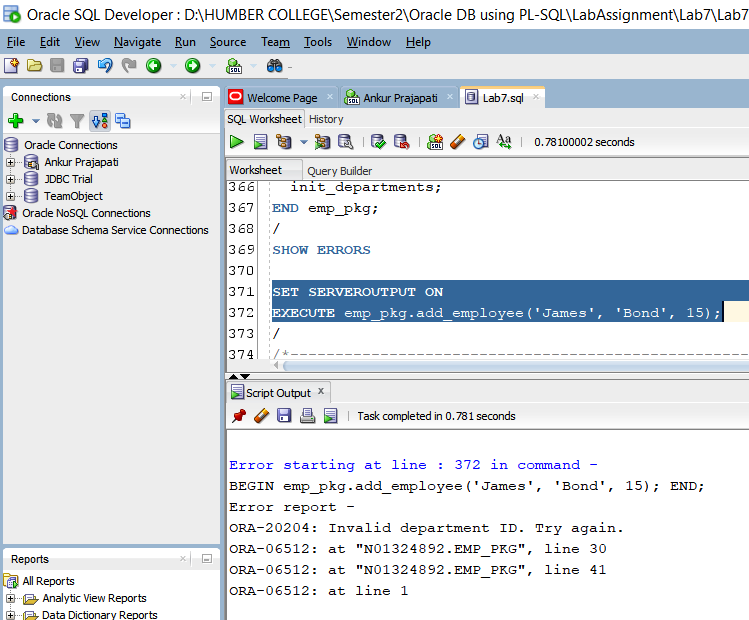 Oracle SQL Developer : D:\HUMBER COLLEGE\Semester2\Oracle DB using PL-SQL\LabAssignment\Lab7\Lab7
File Edit View Navigate Run Source Team Tools Window Help
Connections
Oracle Connections
Ankur Prajapati
JDBC Trial
TeamObject
Oracle NoSQL Connections
Database Schema Service Connections
Reports
All Reports
Analytic View Reports
Data Dictionary Reports
Welcome Page
Ankur Prajapati
Lab7.sql
SQL Worksheet History
0.78100002 seconds
Worksheet Query Builder
366 init_departments;
367 END emp_pkg;
368 /
369 SHOW ERRORS
370
371 SET SERVEROUTPUT ON
372 EXECUTE emp_pkg.add_employee('James', 'Bond', 15);
373 /
374 /*-----------------------------------------------------
Script Output
Task completed in 0.781 seconds
Error starting at line : 372 in command -
BEGIN emp_pkg.add_employee('James', 'Bond', 15); END;
Error report -
ORA-20204: Invalid department ID. Try again.
ORA-06512: at "N01324892.EMP_PKG", line 30
ORA-06512: at "N01324892.EMP_PKG", line 41
ORA-06512: at line 1